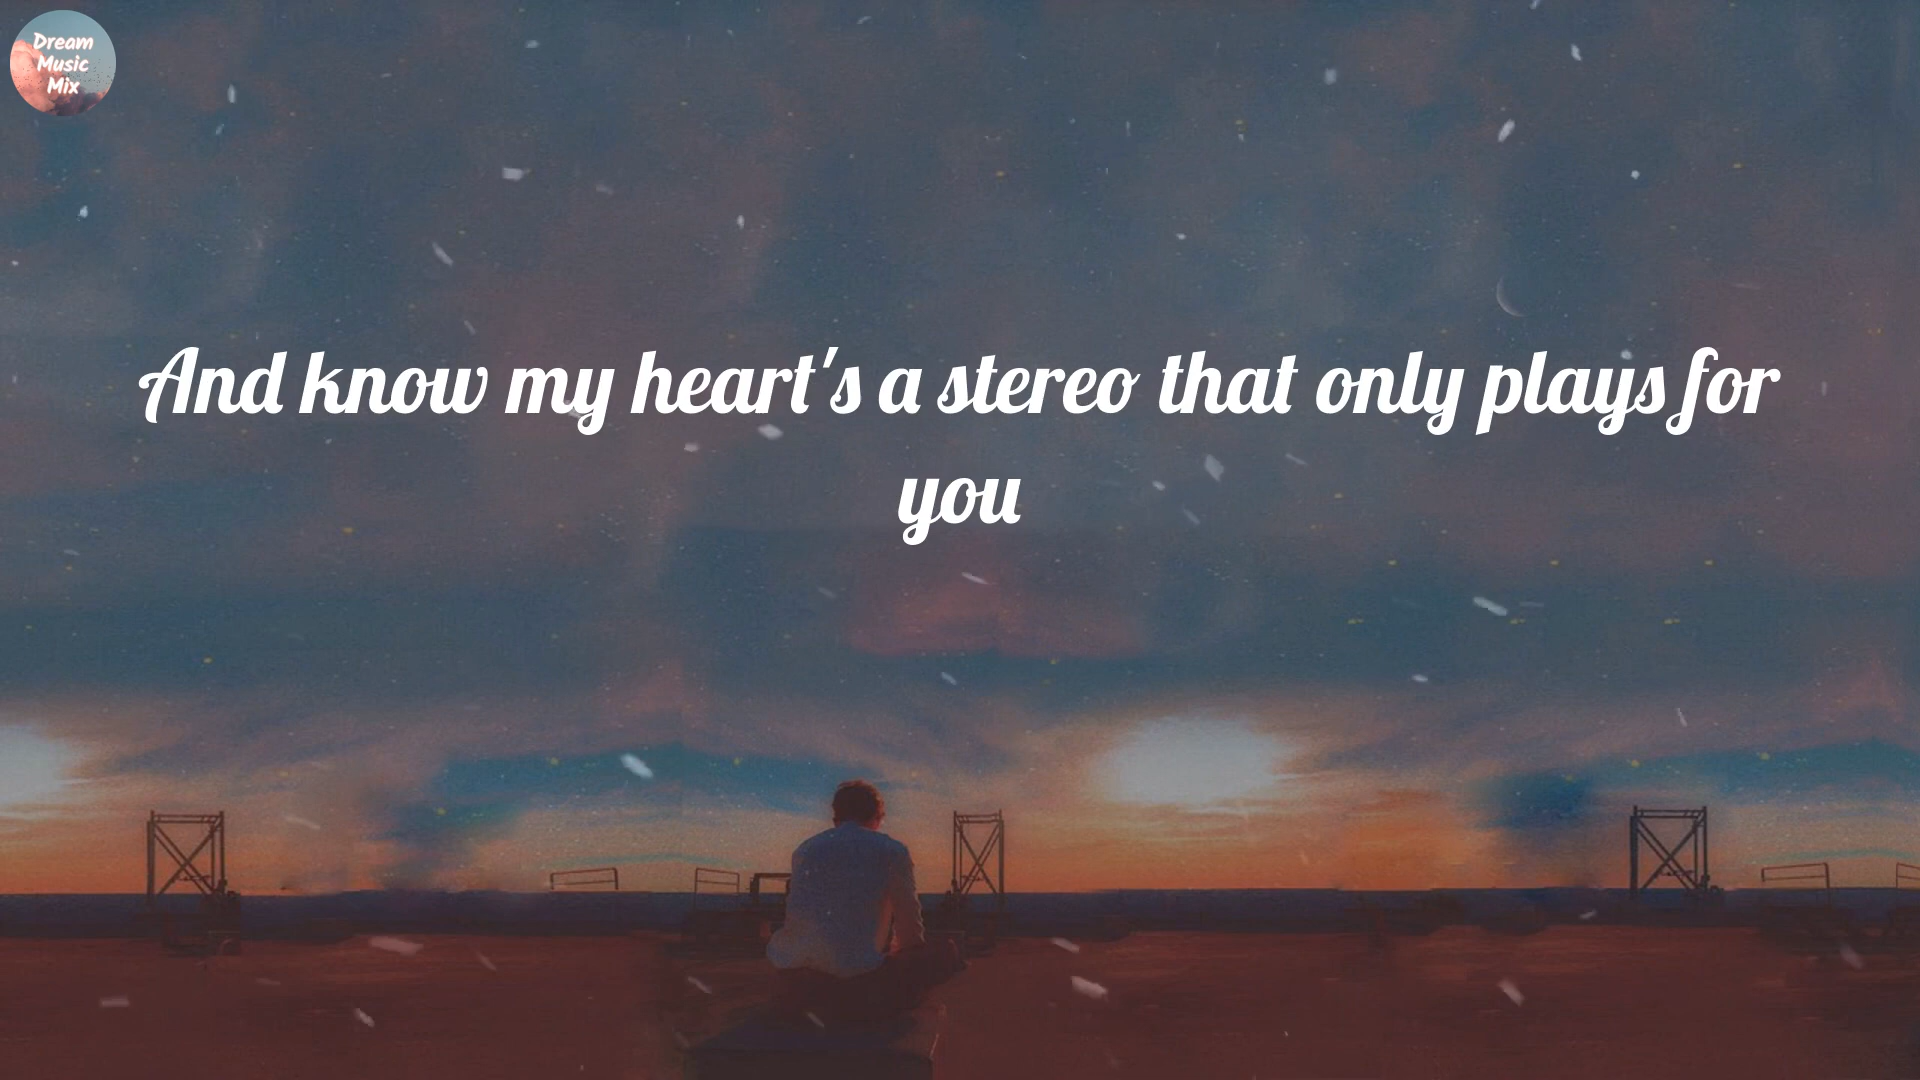 Dream
Music
Mix
And know my heart's a stereo that only plays for
you